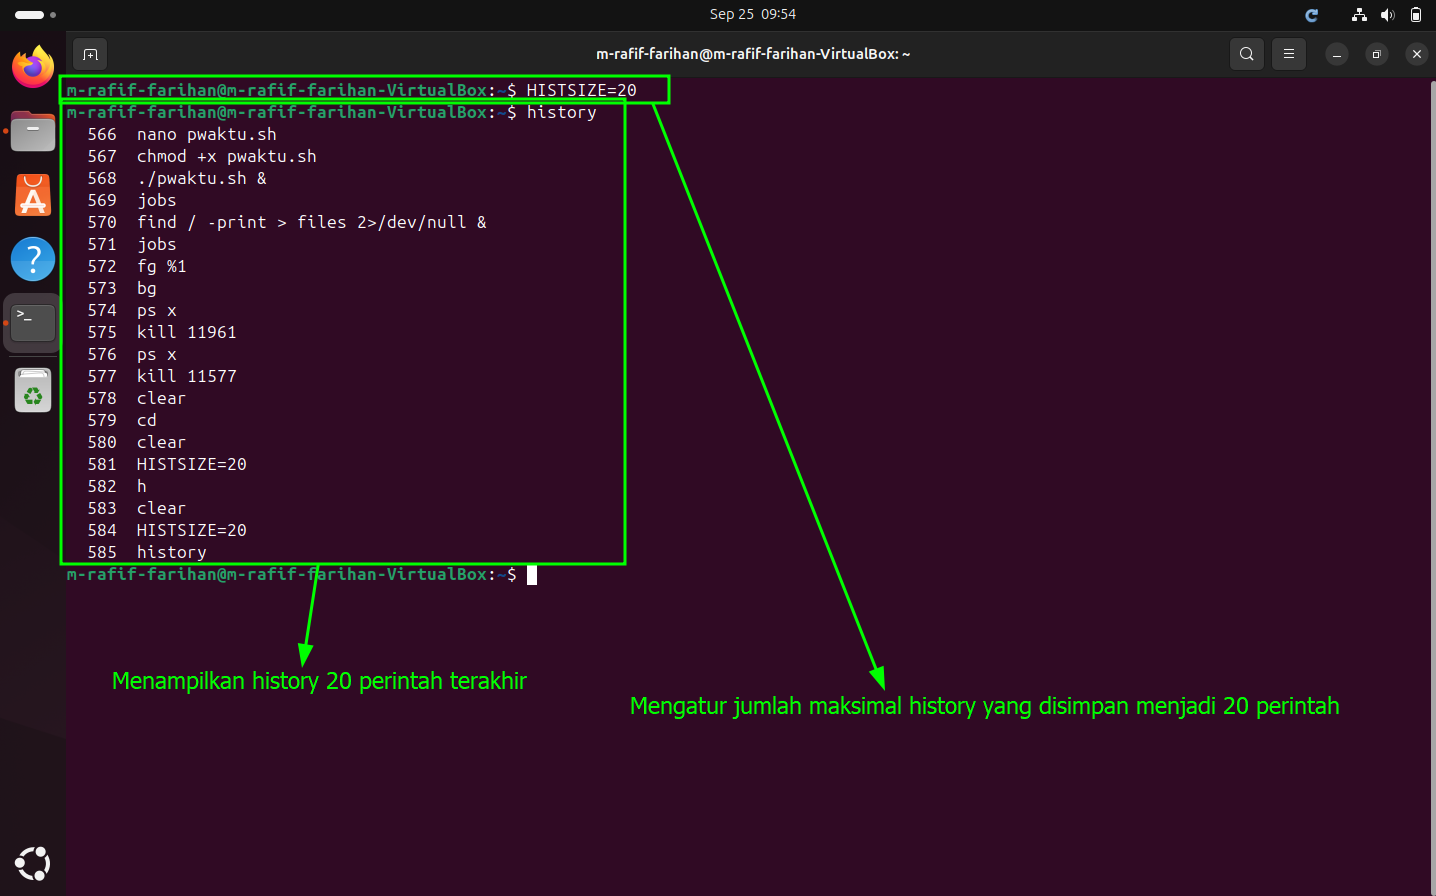 Sep 25 09:54
m-rafif-farihan@m-rafif-farihan-VirtualBox: ~
m-rafif-farihan@m-rafif-farihan-VirtualBox:~$ HISTSIZE=20
m-rafif-farihan@m-rafif-farihan-VirtualBox:~$ history
566 nano pwaktu.sh
567 chmod +x pwaktu.sh
568 ./pwaktu.sh &
569 jobs
570 find / -print > files 2>/dev/null &
571 jobs
572 fg %1
573 bg
574 ps x
575 kill 11961
576 ps x
577 kill 11577
578 clear
579 cd
580 clear
581 HISTSIZE=20
582 h
583 clear
584 HISTSIZE=20
585 history
m-rafif-farihan@m-rafif-farihan-VirtualBox:~$
Menampilkan history 20 perintah terakhir
Mengatur jumlah maksimal history yang disimpan menjadi 20 perintah